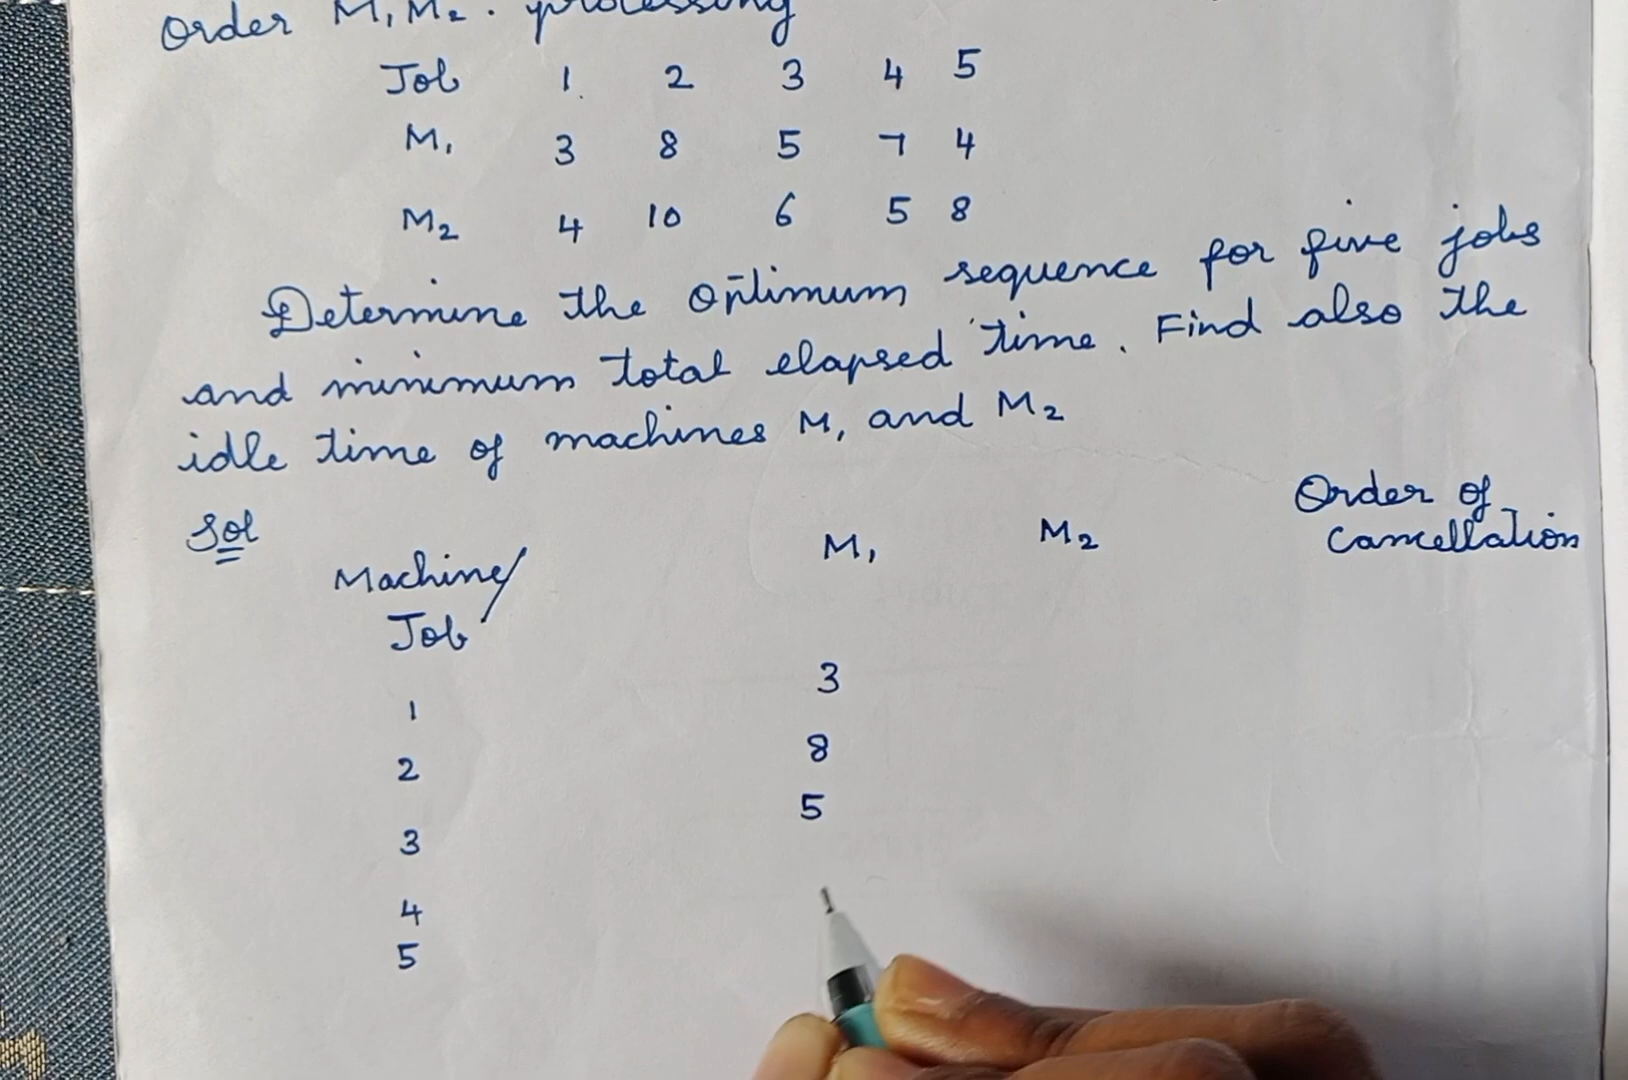 Order M₁ M₂. processing
Job 1 2 3 4 5
M₁ 3 8 5 7 4
M₂ 4 10 6 5 8
Determine the optimum sequence for five jobs
and minimum total elapsed time. Find also the
idle time of machines M₁ and M₂
Sol
Machine/ M₁ M₂ Order of
Job cancellation
1 3
2 8
3 5
4
5